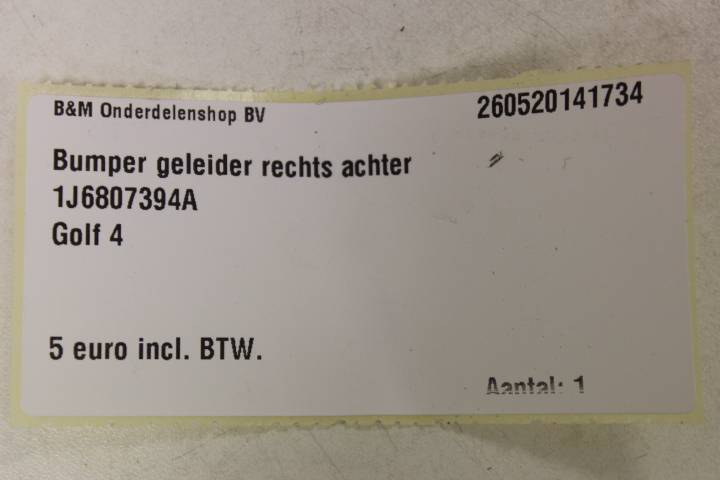 B&M Onderdelenshop BV
260520141734
Bumper geleider rechts achter
1J6807394A
Golf 4
5 euro incl. BTW.
Aantal: 1